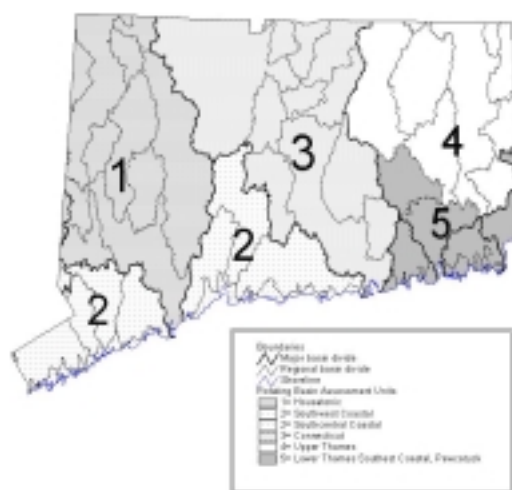 1
3
4
5
2
2
Boundaries
Major basin divide
Regional basin divide
Shoreline
Rotating Basin Assessment Units
1= Housatonic
2= Southwest Coastal
2= Southcentral Coastal
3= Connecticut
4= Upper Thames
5= Lower Thames Southeast Coastal, Pawcatuck